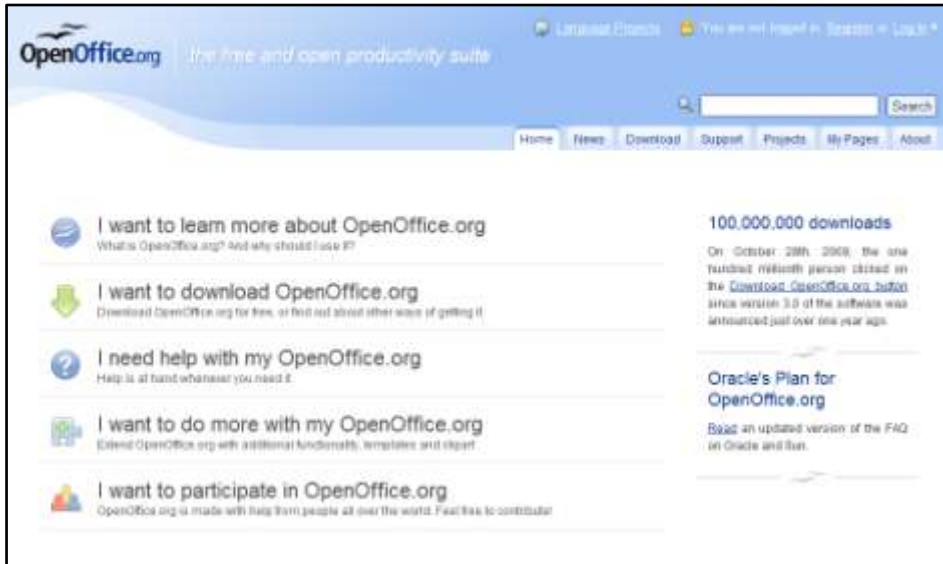 Language Projects You are not logged in. Register or Log In
OpenOffice.org the free and open productivity suite
Search
Home News Download Support Projects My Pages About
I want to learn more about OpenOffice.org
What is OpenOffice.org? And why should I use it?
I want to download OpenOffice.org
Download OpenOffice.org for free, or find out about other ways of getting it
I need help with my OpenOffice.org
Help is at hand whenever you need it
I want to do more with my OpenOffice.org
Extend OpenOffice.org with additional functionality, templates and clipart
I want to participate in OpenOffice.org
OpenOffice.org is made with help from people all over the world. Feel free to contribute!
100,000,000 downloads
On October 28th, 2009, the one
hundred millionth person clicked on
the Download OpenOffice.org button
since version 3.0 of the software was
announced just over one year ago.
Oracle's Plan for
OpenOffice.org
Read an updated version of the FAQ
on Oracle and Sun.